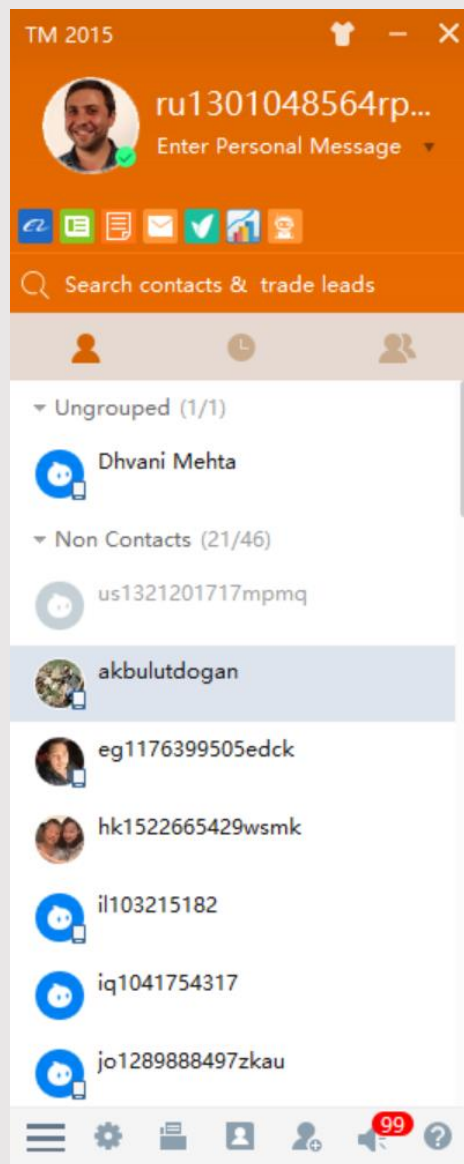 TM 2015
ru1301048564rp...
Enter Personal Message
Search contacts & trade leads
Ungrouped (1/1)
Dhvani Mehta
Non Contacts (21/46)
us1321201717mpmq
akbulutdogan
eg1176399505edck
hk1522665429wsmk
il103215182
iq1041754317
jo1289888497zkau
99